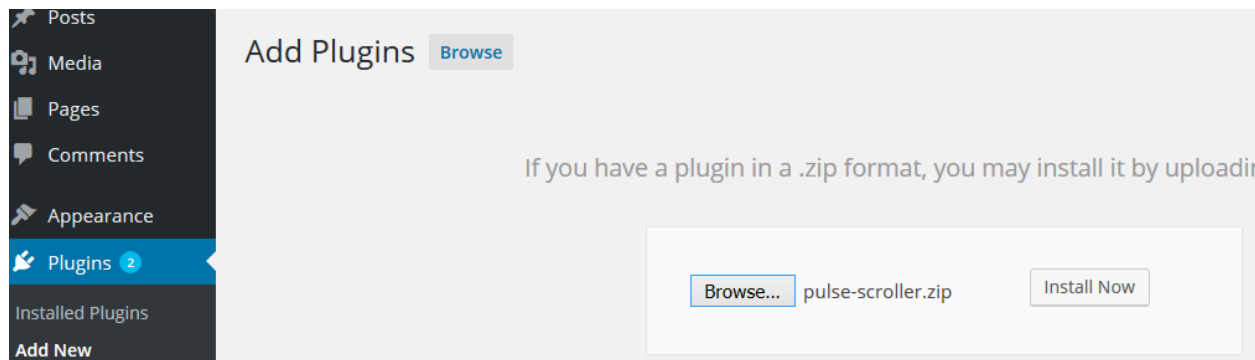 Posts
Media
Pages
Comments
Appearance
Plugins 2
Installed Plugins
Add New
Add Plugins Browse
If you have a plugin in a .zip format, you may install it by uploadin
Browse... pulse-scroller.zip Install Now